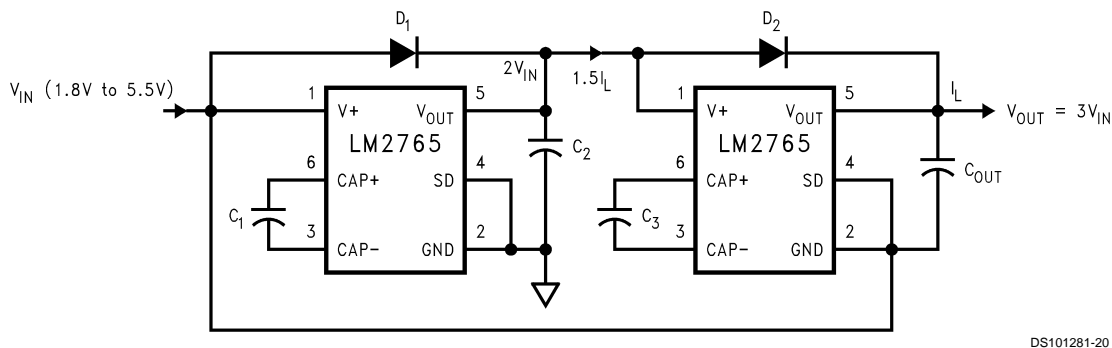 D1
D2
2VIN
1.5IL
VIN (1.8V to 5.5V)
IL
VOUT = 3VIN
1
V+
VOUT
5
LM2765
6
CAP+
SD
4
3
CAP-
GND
2
C1
C2
1
V+
VOUT
5
LM2765
6
CAP+
SD
4
3
CAP-
GND
2
C3
COUT
DS101281-20